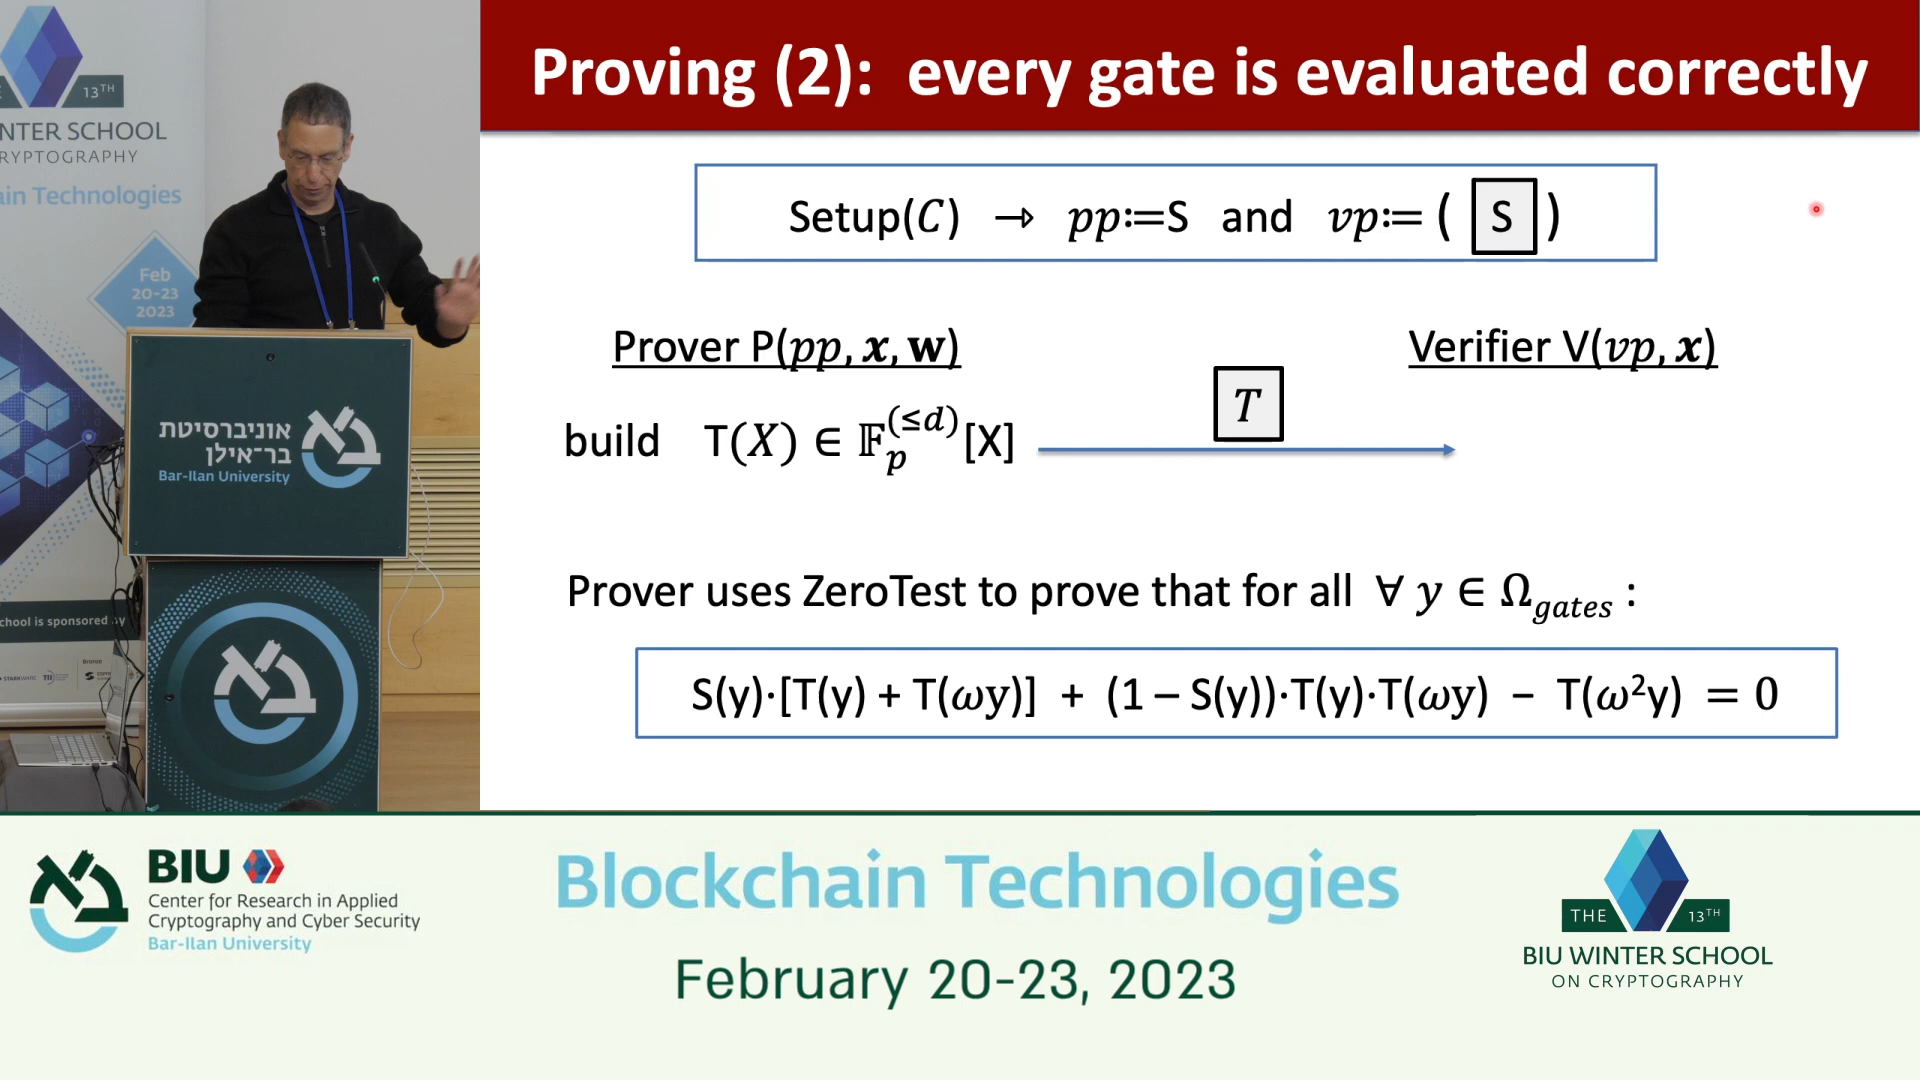 13TH
NTER SCHOOL
RYPTOGRAPHY
in Technologies
Feb
20-23
2023
אוניברסיטת
בר־אילן
Bar-Ilan University
chool is sponsored by
Bronze
STARKWARE
Proving (2): every gate is evaluated correctly
Setup(C) → pp:=S and vp:= ( S )
Prover P(pp, x, w)
Verifier V(vp, x)
T
build T(X) ∈ 𝔽p^(≤d)[X]
Prover uses ZeroTest to prove that for all ∀ y ∈ Ω_gates :
S(y)·[T(y) + T(ωy)] + (1 – S(y))·T(y)·T(ωy) − T(ω²y) = 0
BIU
Center for Research in Applied
Cryptography and Cyber Security
Bar-Ilan University
Blockchain Technologies
February 20-23, 2023
THE 13TH
BIU WINTER SCHOOL
ON CRYPTOGRAPHY